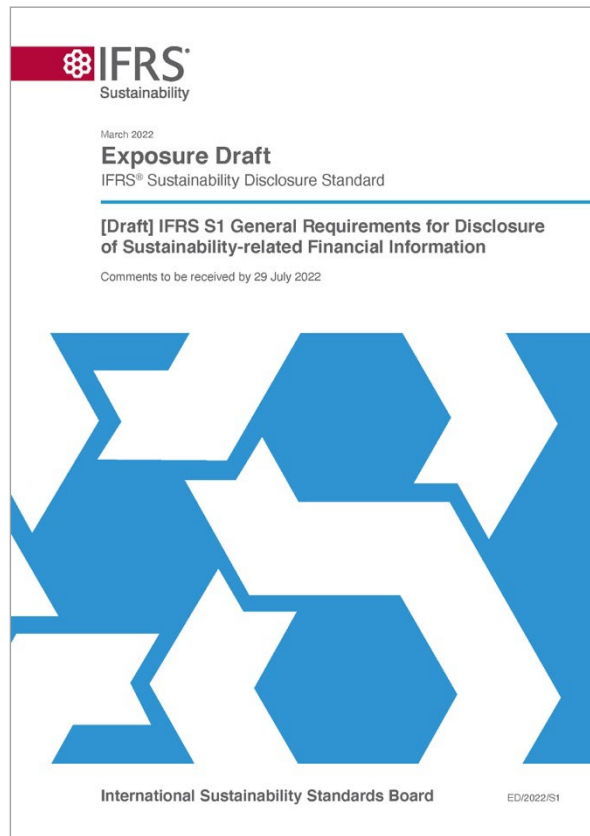 IFRS®
Sustainability
March 2022
Exposure Draft
IFRS® Sustainability Disclosure Standard
[Draft] IFRS S1 General Requirements for Disclosure
of Sustainability-related Financial Information
Comments to be received by 29 July 2022
International Sustainability Standards Board
ED/2022/S1